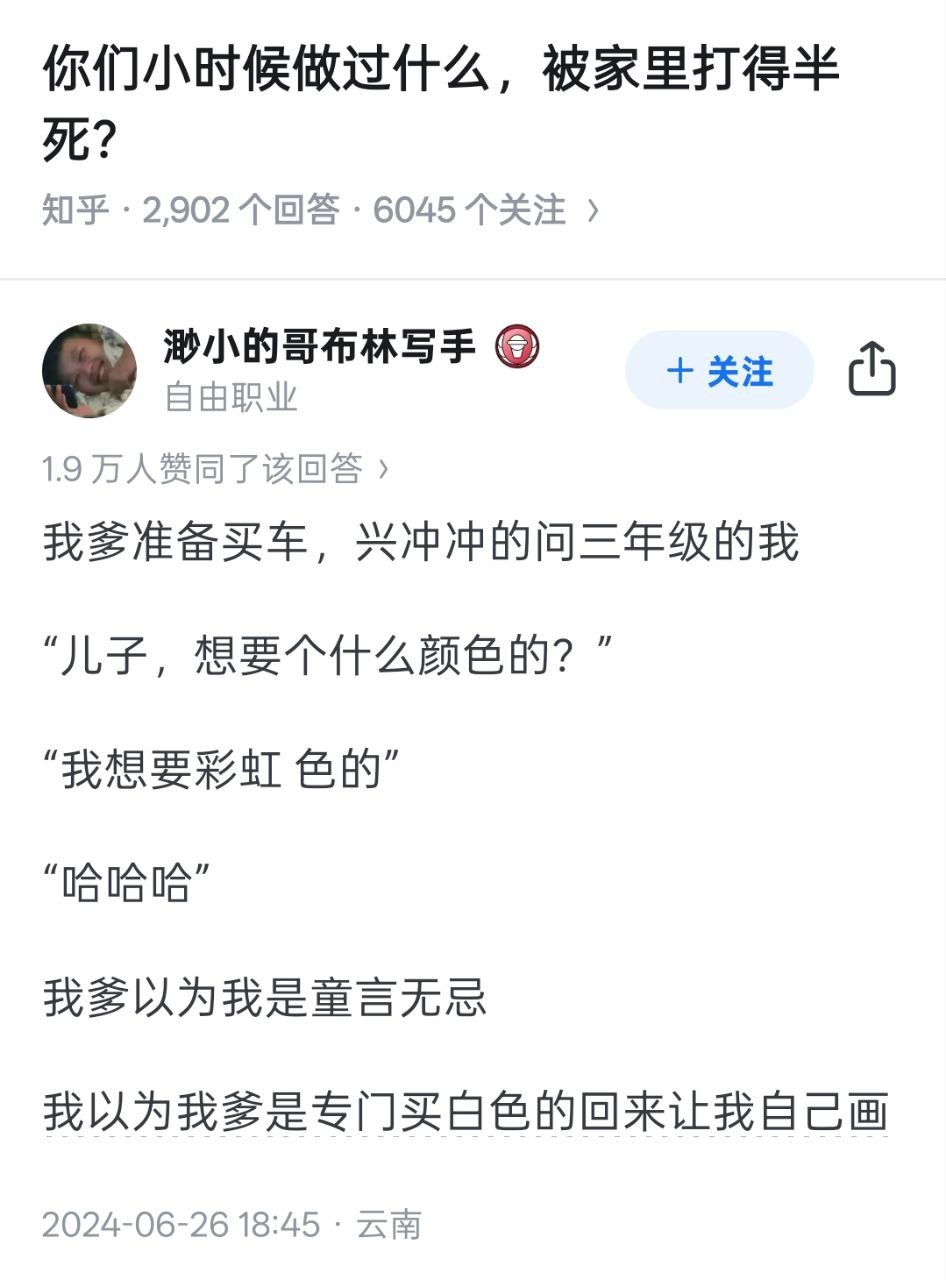 你们小时候做过什么，被家里打得半
死？
知乎 · 2,902 个回答 · 6045 个关注 >
渺小的哥布林写手
自由职业
+ 关注
1.9 万人赞同了该回答 >
我爹准备买车，兴冲冲的问三年级的我
“儿子，想要个什么颜色的？”
“我想要彩虹 色的”
“哈哈哈”
我爹以为我是童言无忌
我以为我爹是专门买白色的回来让我自己画
2024-06-26 18:45 · 云南